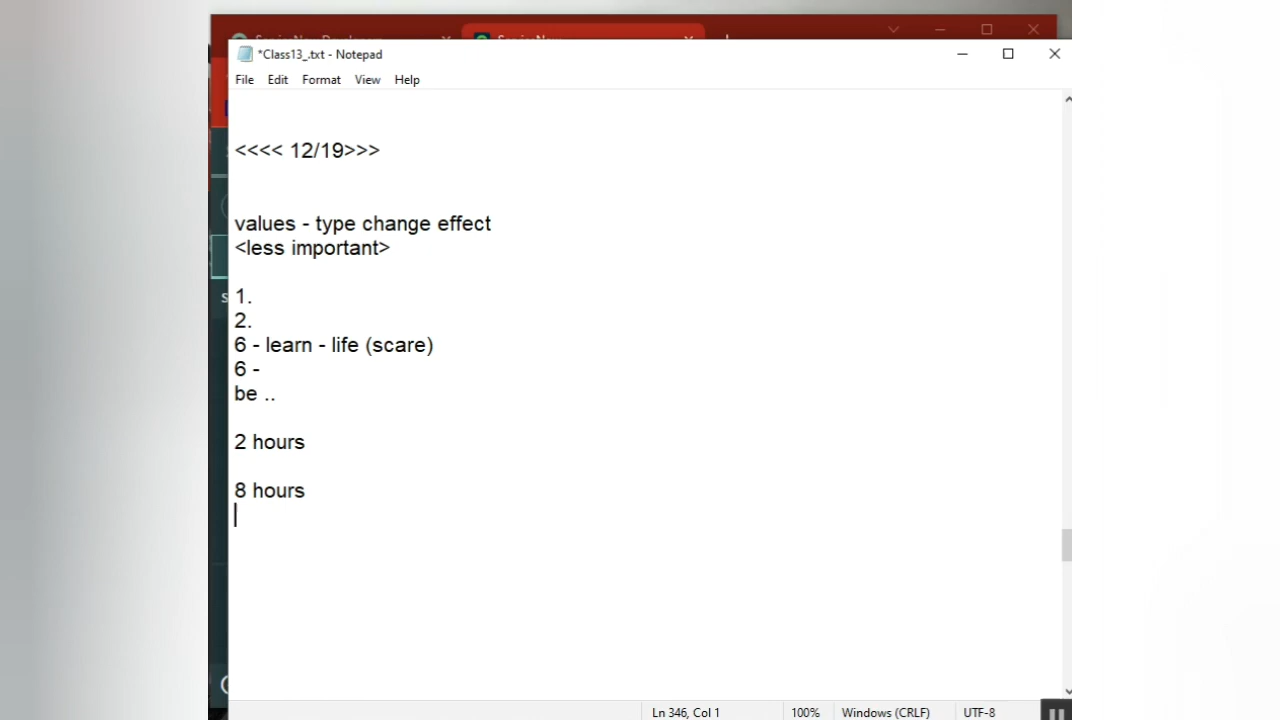 *Class13_.txt - Notepad
File Edit Format View Help
<<<< 12/19>>>
values - type change effect
<less important>
1.
2.
6 - learn - life (scare)
6 -
be ..
2 hours
8 hours
Ln 346, Col 1 100% Windows (CRLF) UTF-8